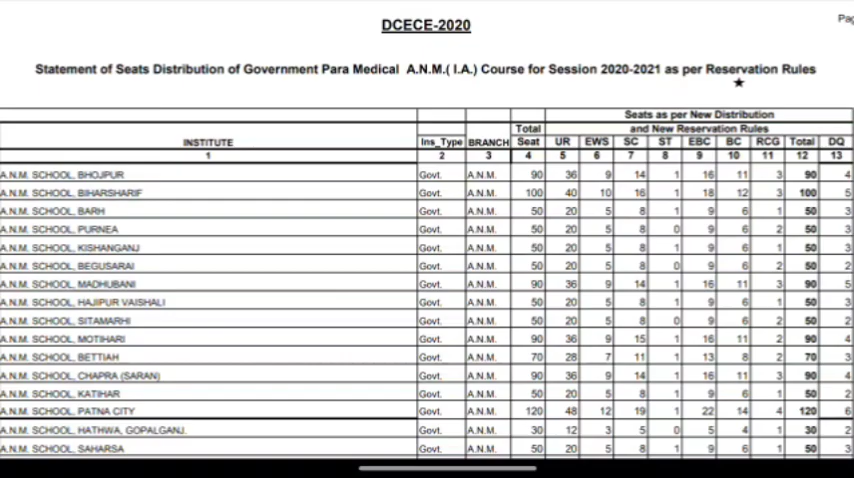 DCECE-2020
Statement of Seats Distribution of Government Para Medical A.N.M.( I.A.) Course for Session 2020-2021 as per Reservation Rules
Seats as per New Distribution
Total and New Reservation Rules
INSTITUTE Ins_Type BRANCH Seat UR EWS SC ST EBC BC RCG Total DQ
1 2 3 4 5 6 7 8 9 10 11 12 13
A.N.M. SCHOOL, BHOJPUR Govt. A.N.M. 90 36 9 14 1 16 11 3 90 4
A.N.M. SCHOOL, BIHARSHARIF Govt. A.N.M. 100 40 10 16 1 18 12 3 100 5
A.N.M. SCHOOL, BARH Govt. A.N.M. 50 20 5 8 1 9 6 1 50 3
A.N.M. SCHOOL, PURNEA Govt. A.N.M. 50 20 5 8 0 9 6 2 50 3
A.N.M. SCHOOL, KISHANGANJ Govt. A.N.M. 50 20 5 8 1 9 6 1 50 3
A.N.M. SCHOOL, BEGUSARAI Govt. A.N.M. 50 20 5 8 0 9 6 2 50 2
A.N.M. SCHOOL, MADHUBANI Govt. A.N.M. 90 36 9 14 1 16 11 3 90 5
A.N.M. SCHOOL, HAJIPUR VAISHALI Govt. A.N.M. 50 20 5 8 1 9 6 1 50 3
A.N.M. SCHOOL, SITAMARHI Govt. A.N.M. 50 20 5 8 0 9 6 2 50 2
A.N.M. SCHOOL, MOTIHARI Govt. A.N.M. 90 36 9 15 1 16 11 2 90 4
A.N.M. SCHOOL, BETTIAH Govt. A.N.M. 70 28 7 11 1 13 8 2 70 3
A.N.M. SCHOOL, CHAPRA (SARAN) Govt. A.N.M. 90 36 9 14 1 16 11 3 90 4
A.N.M. SCHOOL, KATIHAR Govt. A.N.M. 50 20 5 8 1 9 6 1 50 2
A.N.M. SCHOOL, PATNA CITY Govt. A.N.M. 120 48 12 19 1 22 14 4 120 6
A.N.M. SCHOOL, HATHWA, GOPALGANJ. Govt. A.N.M. 30 12 3 5 0 5 4 1 30 2
A.N.M. SCHOOL, SAHARSA Govt. A.N.M. 50 20 5 8 1 9 6 1 50 3